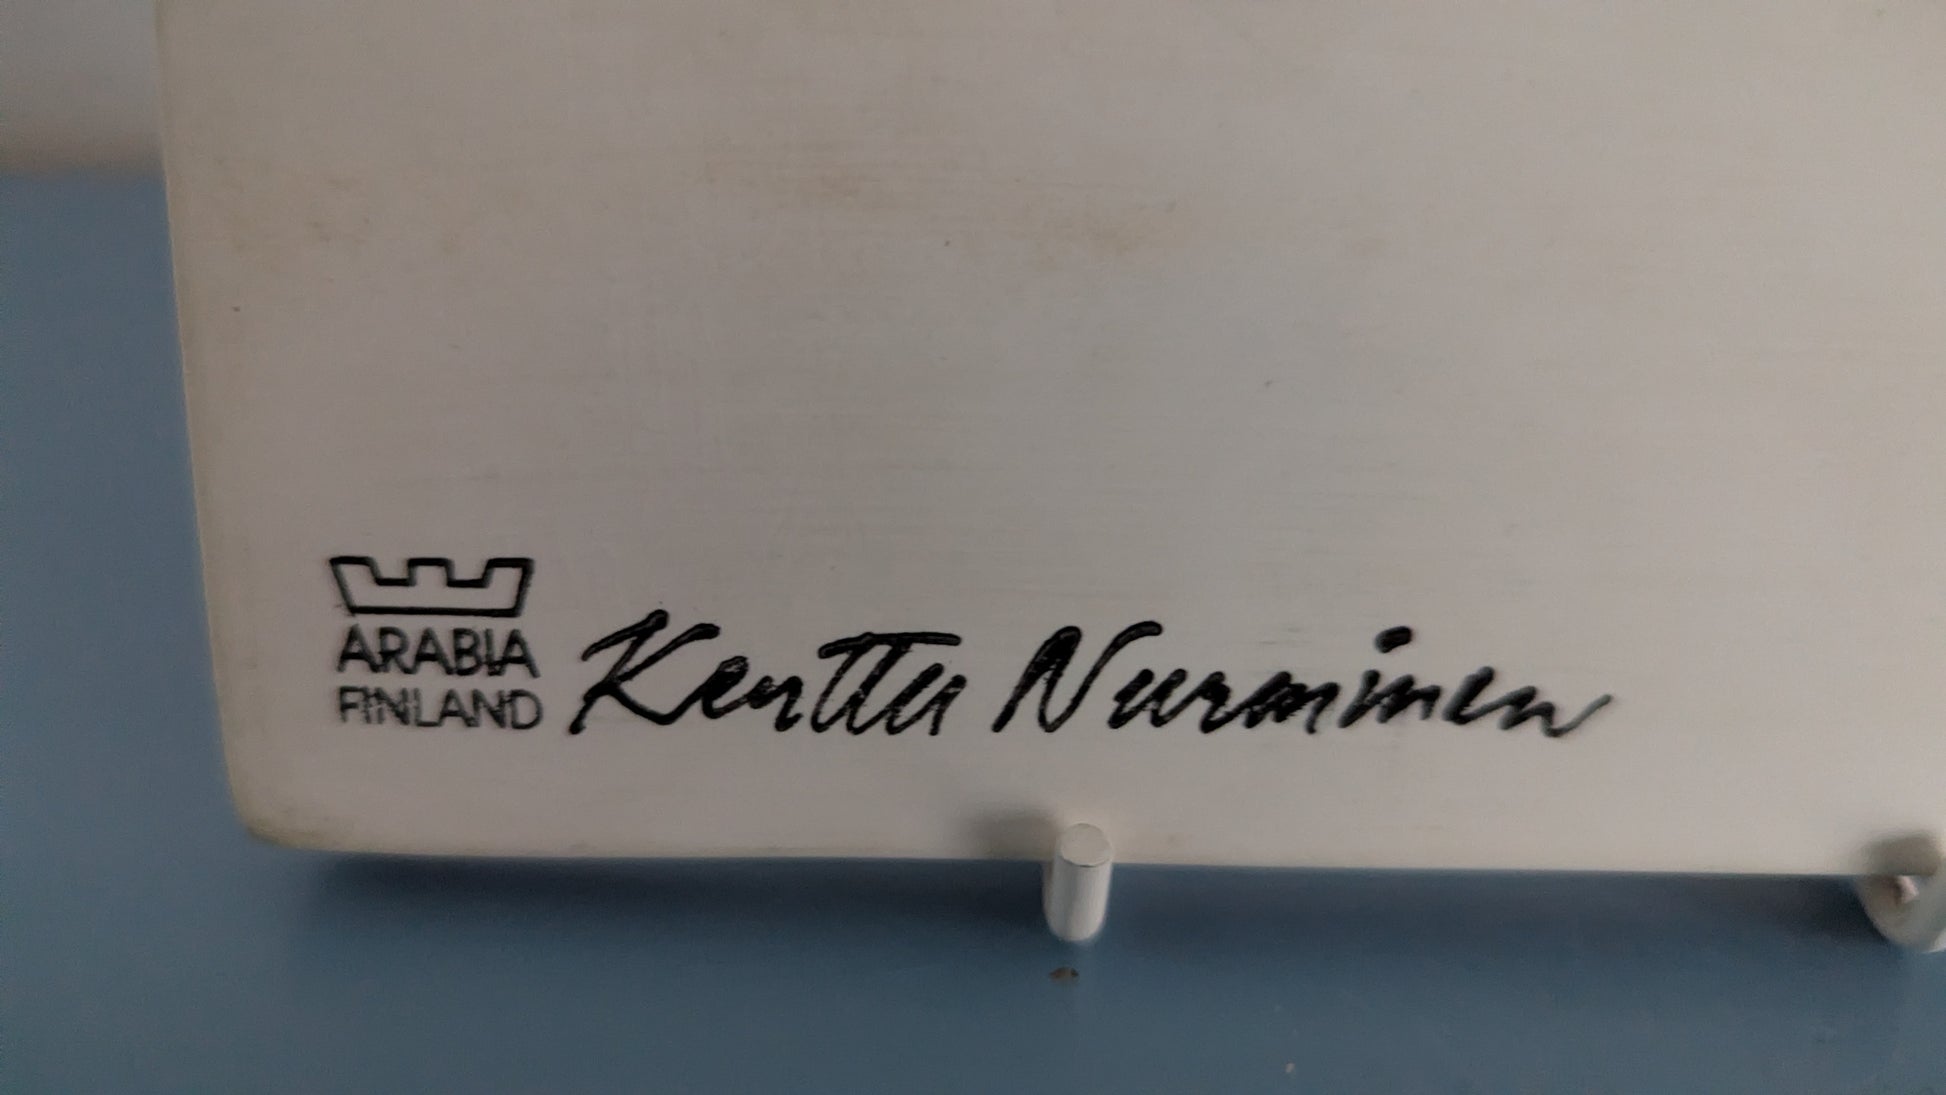 ARABIA
FINLAND
Kerttu Nurminen